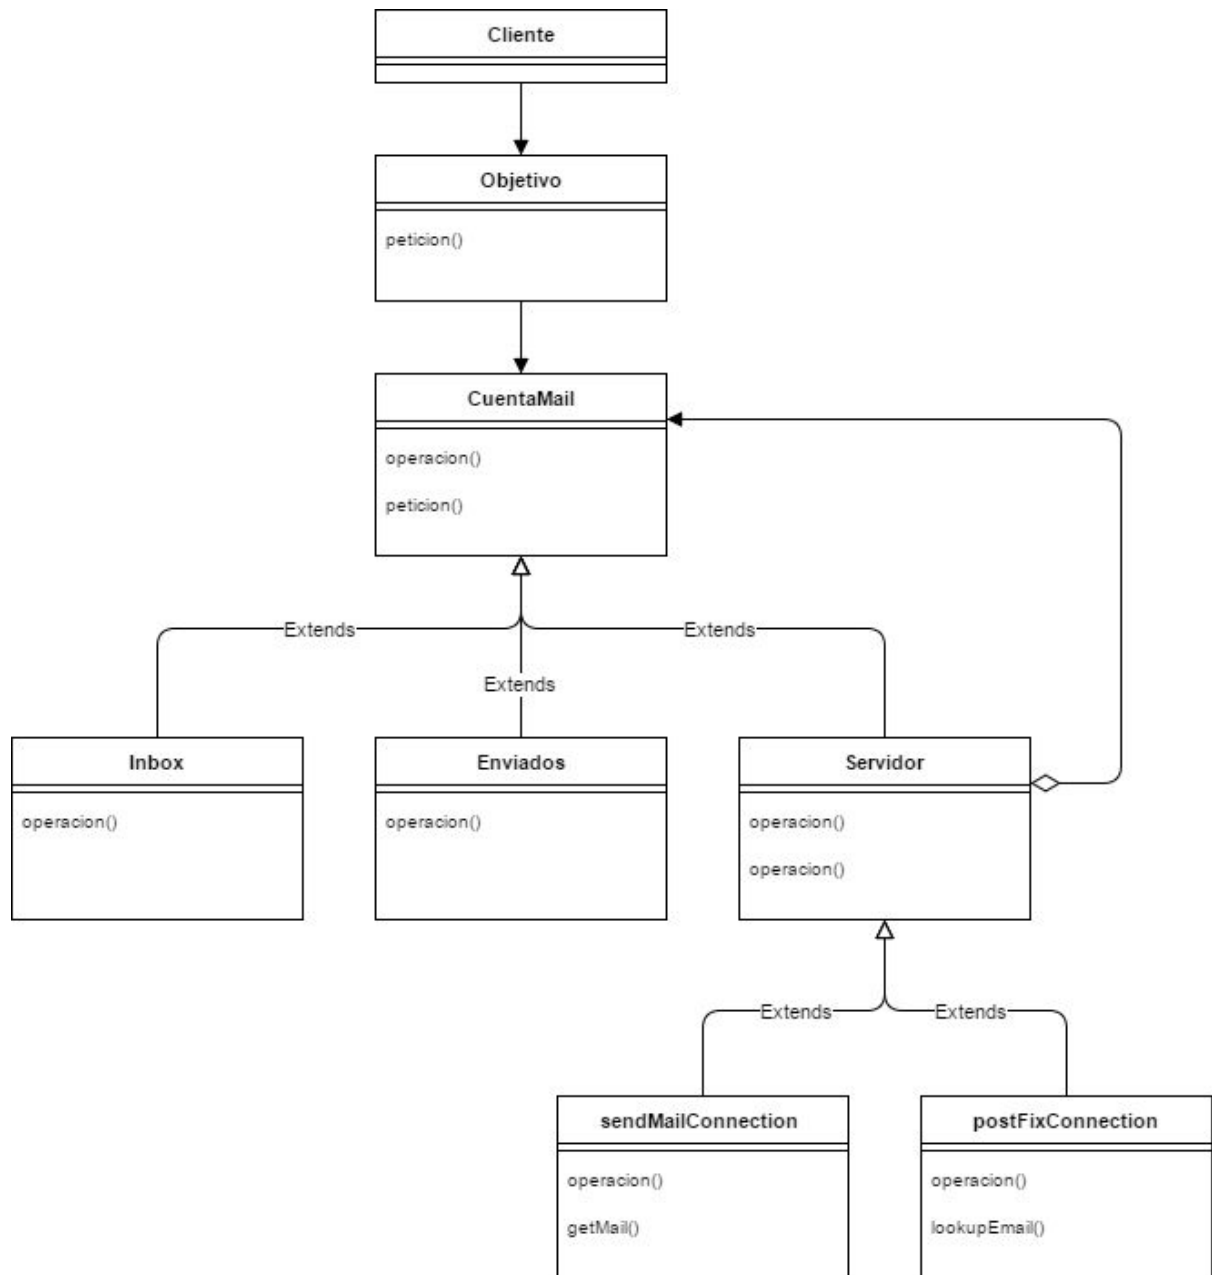 Cliente
Objetivo
peticion()
CuentaMail
operacion()
peticion()
Extends
Extends
Extends
Inbox
operacion()
Enviados
operacion()
Servidor
operacion()
operacion()
Extends
Extends
sendMailConnection
operacion()
getMail()
postFixConnection
operacion()
lookupEmail()